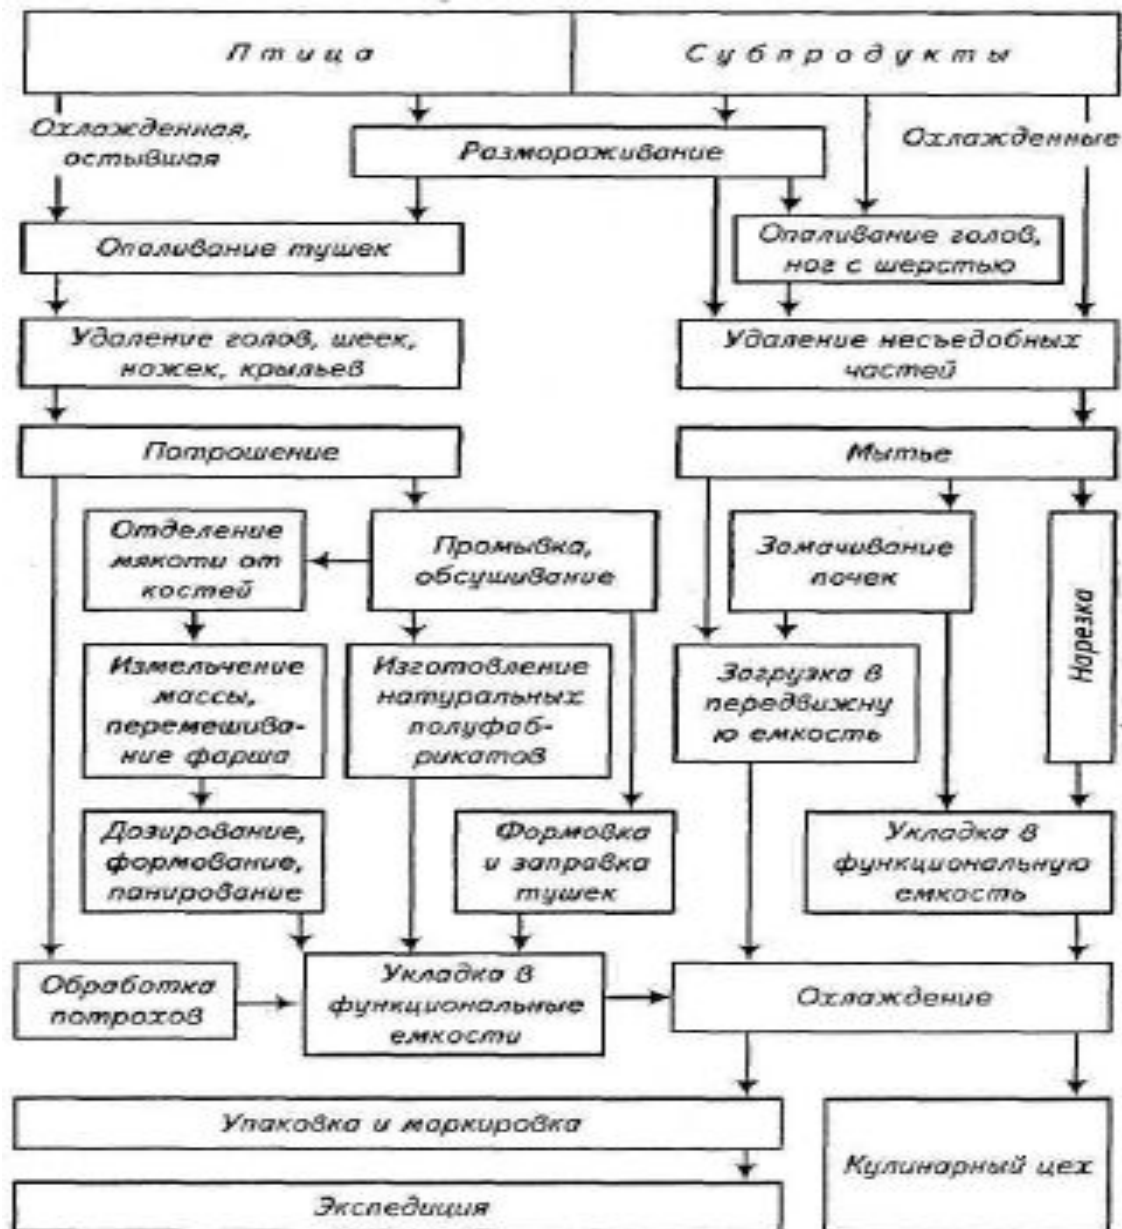 Птица
Субпродукты
Охлажденная,
остывшая
Размораживание
Охлажденные
Опаливание тушек
Опаливание голов,
ног с шерстью
Удаление голов, шеек,
ножек, крыльев
Удаление несъедобных
частей
Потрошение
Мытье
Отделение
мякоти от
костей
Промывка,
обсушивание
Замачивание
почек
Нарезка
Измельчение
массы,
перемешива-
ние фарша
Изготовление
натуральных
полуфаб-
рикатов
Загрузка в
передвижну
ю емкость
Дозирование,
формование,
панирование
Формовка
и заправка
тушек
Укладка в
функциональную
емкость
Обработка
потрохов
Укладка в
функциональные
емкости
Охлаждение
Упаковка и маркировка
Кулинарный цех
Экспедиция